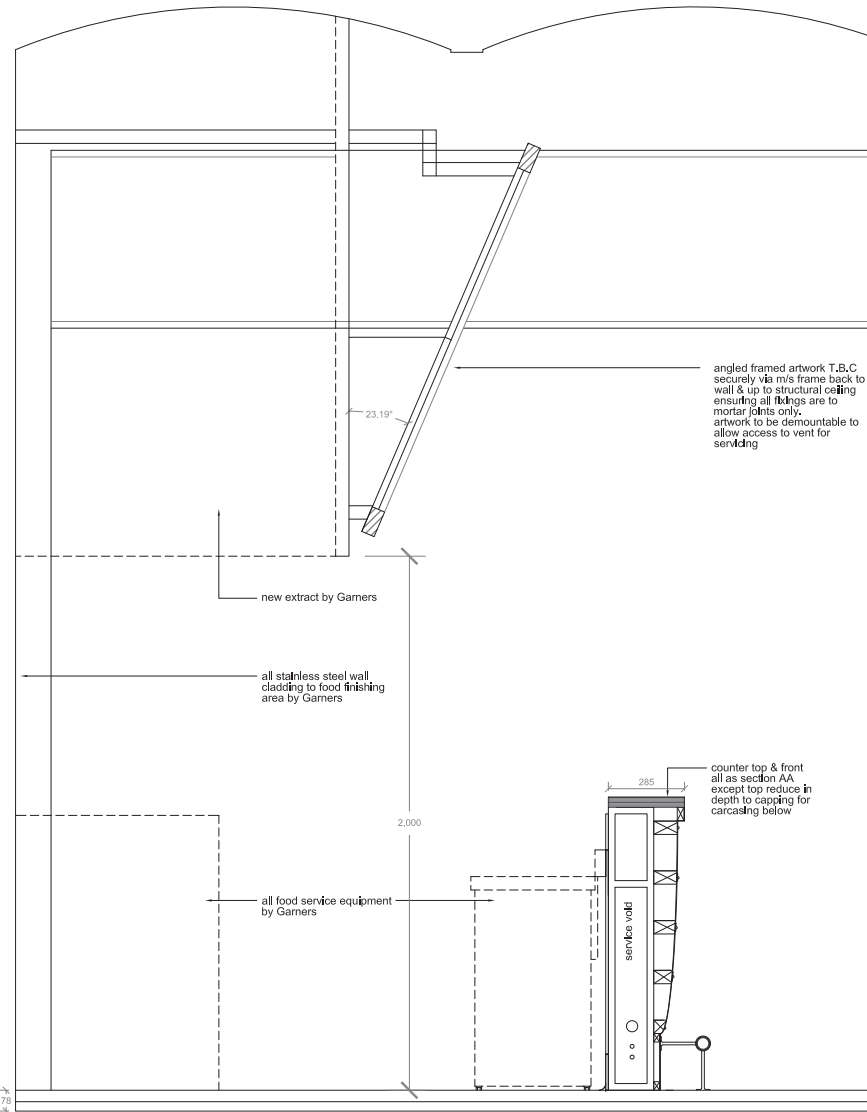 angled framed artwork T.B.C
securely via m/s frame back to
wall & up to structural ceiling
ensuring all fixings are to
mortar joints only.
artwork to be demountable to
allow access to vent for
servicing
23.19°
new extract by Garners
all stainless steel wall
cladding to food finishing
area by Garners
counter top & front
all as section AA
except top reduce in
depth to capping for
carcasing below
285
2,000
all food service equipment
by Garners
service void
78